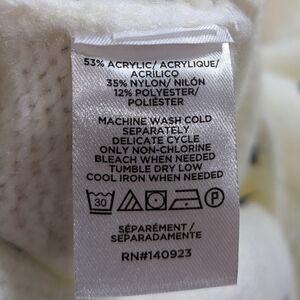 53% ACRYLIC/ ACRYLIQUE/
ACRÍLICO
35% NYLON/ NILÓN
12% POLYESTER/
POLIÉSTER
MACHINE WASH COLD
SEPARATELY
DELICATE CYCLE
ONLY NON-CHLORINE
BLEACH WHEN NEEDED
TUMBLE DRY LOW
COOL IRON WHEN NEEDED
30 P
SÉPARÉMENT /
SEPARADAMENTE
RN#140923